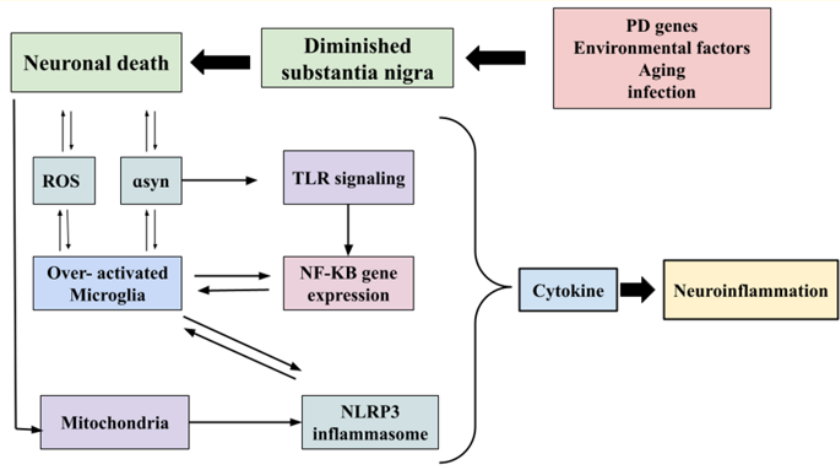 PD genes
Environmental factors
Aging
infection
Diminished
substantia nigra
Neuronal death
ROS
αsyn
TLR signaling
Over- activated
Microglia
NF-KB gene
expression
Cytokine
Neuroinflammation
Mitochondria
NLRP3
inflammasome